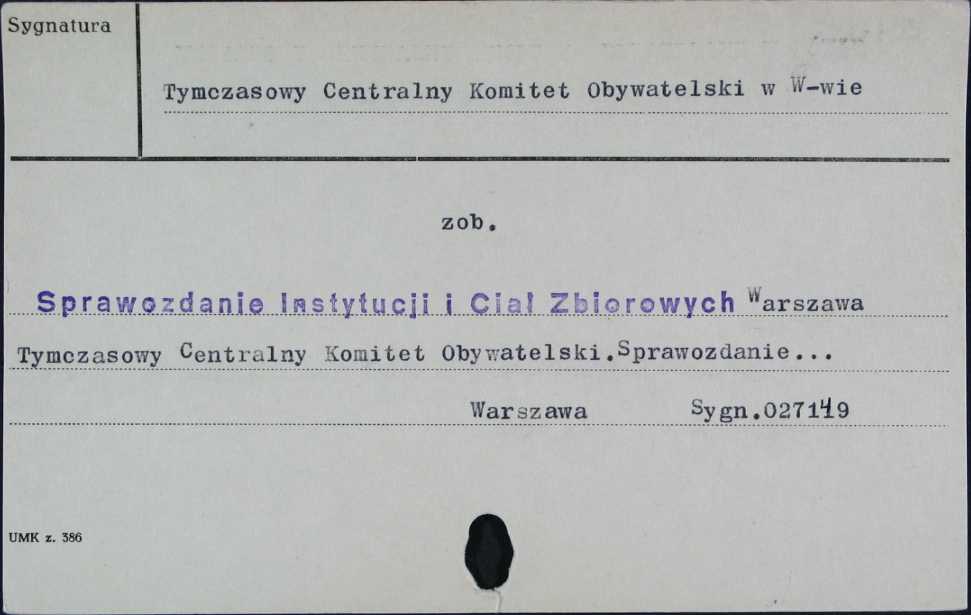 Sygnatura
Tymczasowy Centralny Komitet Obywatelski w W-wie
zob.
Sprawozdanie Instytucji i Ciał Zbiorowych Warszawa
Tymczasowy Centralny Komitet Obywatelski.Sprawozdanie...
Warszawa Sygn.027149
UMK z. 386